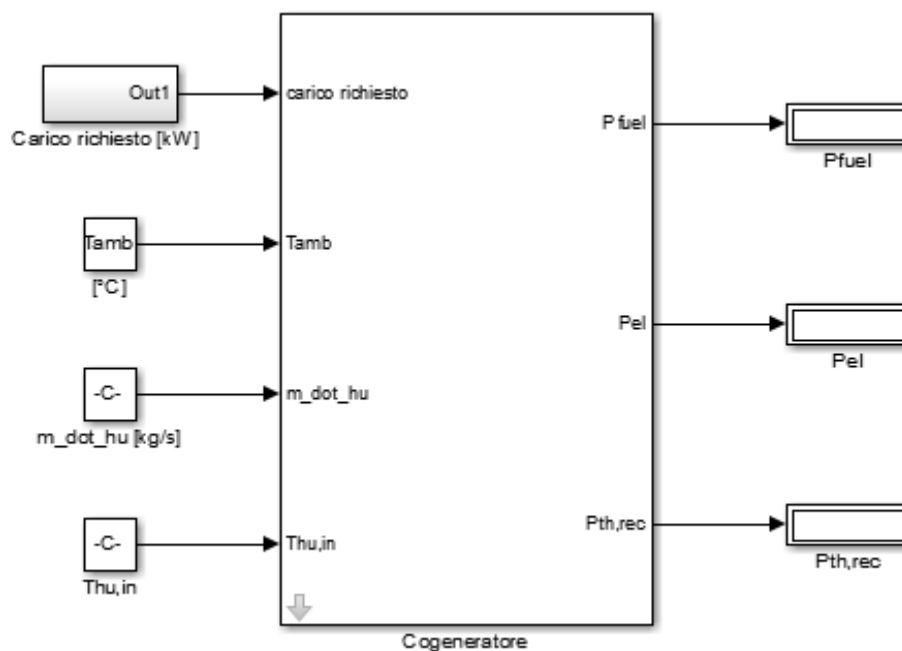 Out1
carico richiesto
Carico richiesto [kW]
Pfuel
Pfuel
Tamb
Tamb
[°C]
Pel
Pel
-C-
m_dot_hu
m_dot_hu [kg/s]
Pth,rec
Pth,rec
-C-
Thu,in
Thu,in
Cogeneratore